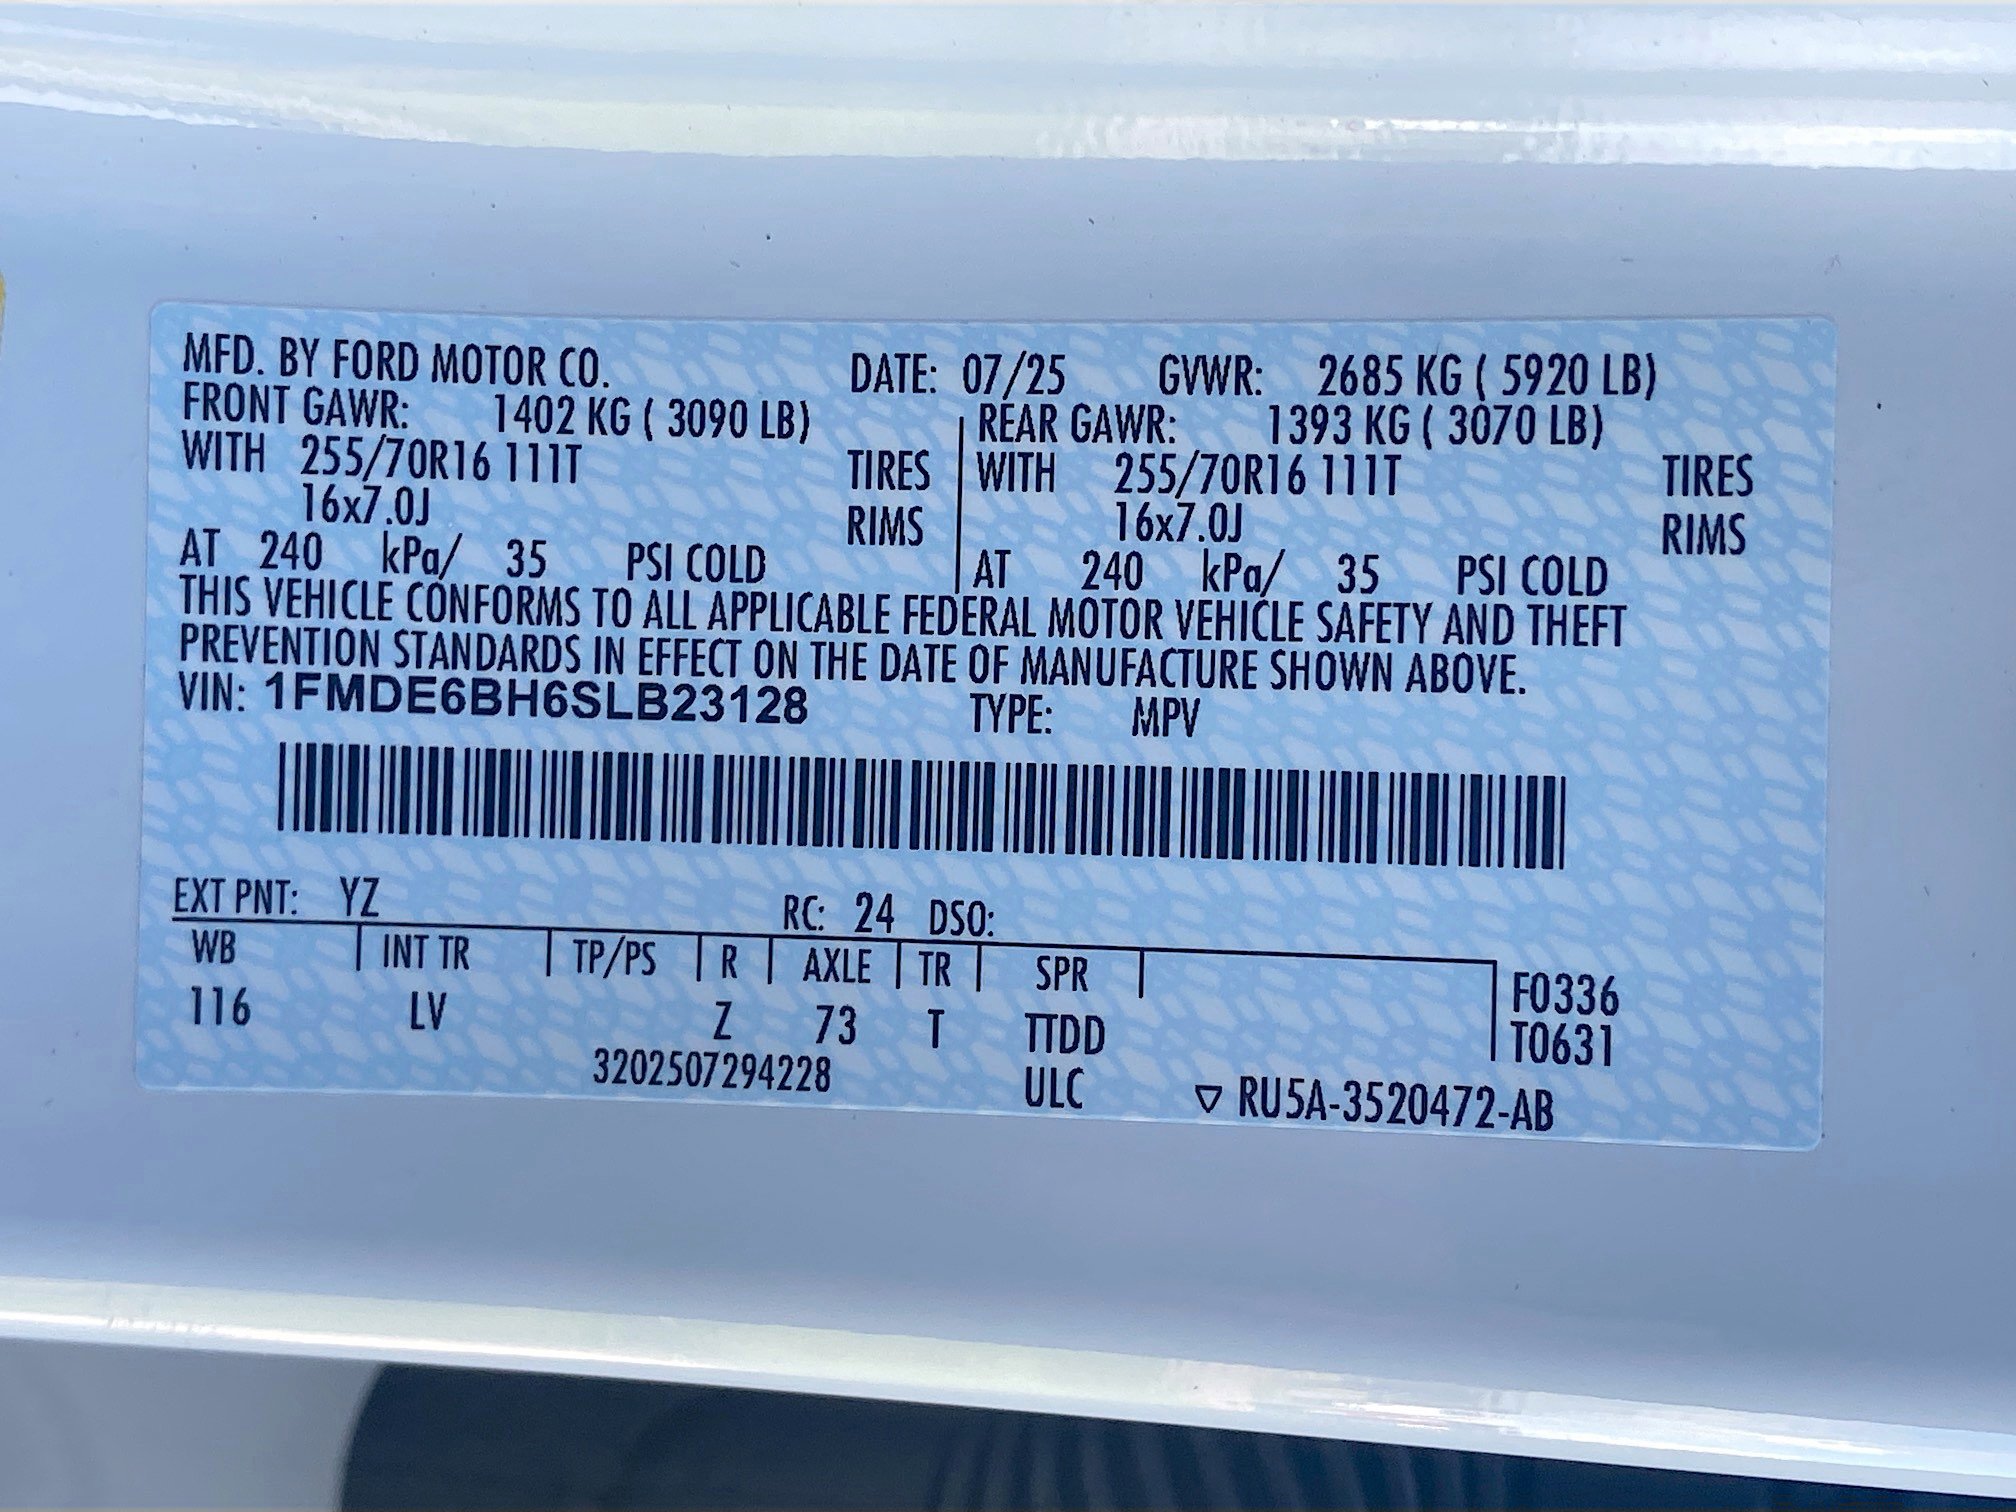 MFD. BY FORD MOTOR CO. DATE: 07/25 GVWR: 2685 KG ( 5920 LB)
FRONT GAWR: 1402 KG ( 3090 LB) REAR GAWR: 1393 KG ( 3070 LB)
WITH 255/70R16 111T TIRES WITH 255/70R16 111T TIRES
16x7.0J RIMS 16x7.0J RIMS
AT 240 kPa/ 35 PSI COLD AT 240 kPa/ 35 PSI COLD
THIS VEHICLE CONFORMS TO ALL APPLICABLE FEDERAL MOTOR VEHICLE SAFETY AND THEFT
PREVENTION STANDARDS IN EFFECT ON THE DATE OF MANUFACTURE SHOWN ABOVE.
VIN: 1FMDE6BH6SLB23128 TYPE: MPV
EXT PNT: YZ RC: 24 DSO:
WB INT TR TP/PS R AXLE TR SPR F0336
116 LV Z 73 T TTDD T0631
3202507294228 ULC ▽ RU5A-3520472-AB